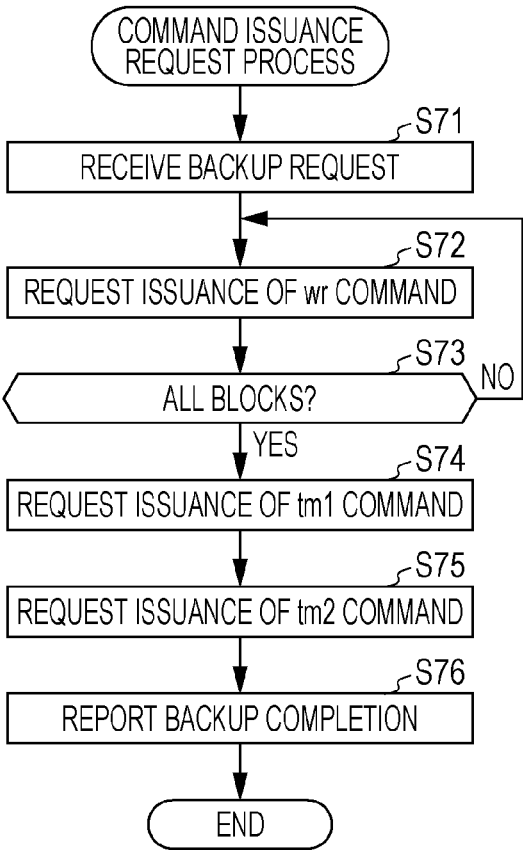 COMMAND ISSUANCE
REQUEST PROCESS
S71
RECEIVE BACKUP REQUEST
S72
REQUEST ISSUANCE OF wr COMMAND
S73
ALL BLOCKS?
NO
YES
S74
REQUEST ISSUANCE OF tm1 COMMAND
S75
REQUEST ISSUANCE OF tm2 COMMAND
S76
REPORT BACKUP COMPLETION
END